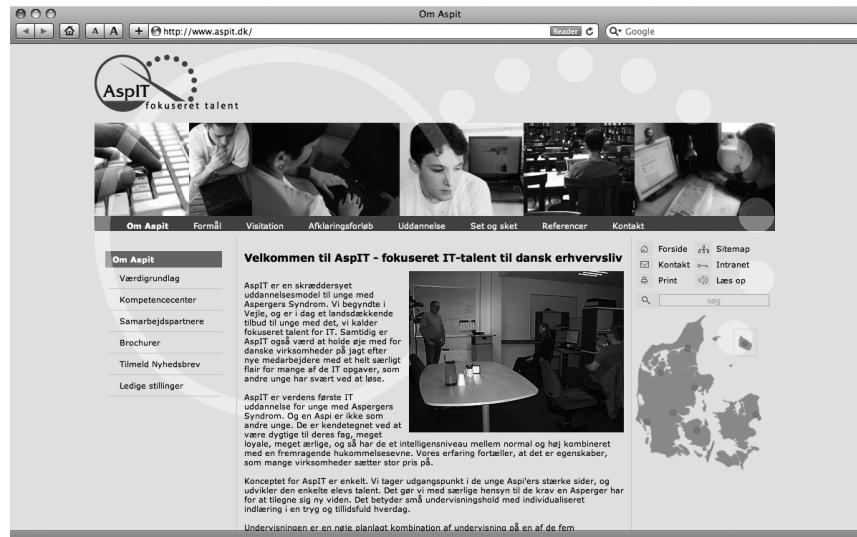 Om Aspit
A A + http://www.aspit.dk/ Reader Google
AspIT
fokuseret talent
Om Aspit Formål Visitation Afklaringsforløb Uddannelse Set og sket Referencer Kontakt
Om Aspit
Værdigrundlag
Kompetencecenter
Samarbejdspartnere
Brochurer
Tilmeld Nyhedsbrev
Ledige stillinger
Velkommen til AspIT - fokuseret IT-talent til dansk erhvervsliv
AspIT er en skræddersyet
uddannelsesmodel til unge med
Aspergers Syndrom. Vi begyndte i
Vejle, og er i dag et landsdækkende
tilbud til unge med det, vi kalder
fokuseret talent for IT. Samtidig er
AspIT også værd at holde øje med for
danske virksomheder på jagt efter
nye medarbejdere med et helt særligt
flair for mange af de IT opgaver, som
andre unge har svært ved at løse.
AspIT er verdens første IT
uddannelse for unge med Aspergers
Syndrom. Og en Aspi er ikke som
andre unge. De er kendetegnet ved at
være dygtige til deres fag, meget
loyale, meget ærlige, og så har de et intelligensniveau mellem normal og høj kombineret
med en fremragende hukommelsesevne. Vores erfaring fortæller, at det er egenskaber,
som mange virksomheder sætter stor pris på.
Konceptet for AspIT er enkelt. Vi tager udgangspunkt i de unge Aspi'ers stærke sider, og
udvikler den enkelte elevs talent. Det gør vi med særlige hensyn til de krav en Asperger har
for at tilegne sig ny viden. Det betyder små undervisningshold med individualiseret
indlæring i en tryg og tillidsfuld hverdag.
Undervisningen er en nøje planlagt kombination af undervisning på en af de fem
Forside Sitemap
Kontakt Intranet
Print Læs op
søg